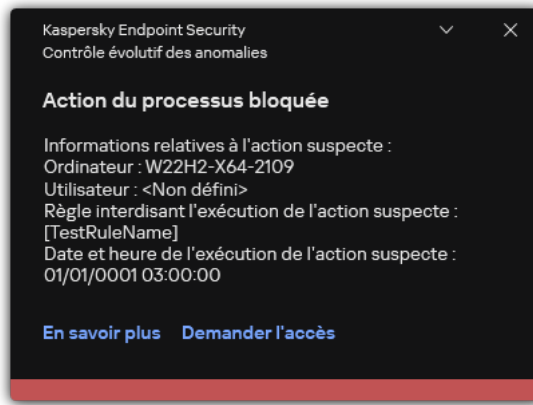 Kaspersky Endpoint Security
Contrôle évolutif des anomalies
Action du processus bloquée
Informations relatives à l'action suspecte :
Ordinateur : W22H2-X64-2109
Utilisateur : <Non défini>
Règle interdisant l'exécution de l'action suspecte :
[TestRuleName]
Date et heure de l'exécution de l'action suspecte :
01/01/0001 03:00:00
En savoir plus Demander l'accès